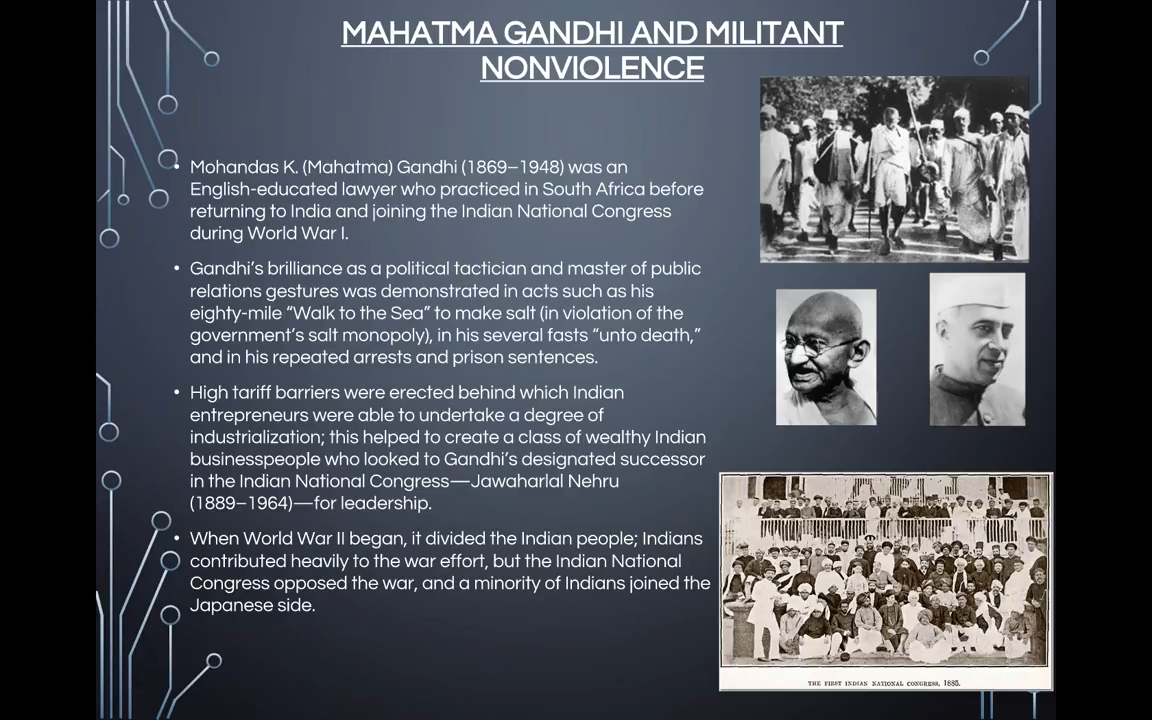 MAHATMA GANDHI AND MILITANT
NONVIOLENCE
• Mohandas K. (Mahatma) Gandhi (1869–1948) was an
English-educated lawyer who practiced in South Africa before
returning to India and joining the Indian National Congress
during World War I.
• Gandhi’s brilliance as a political tactician and master of public
relations gestures was demonstrated in acts such as his
eighty-mile “Walk to the Sea” to make salt (in violation of the
government’s salt monopoly), in his several fasts “unto death,”
and in his repeated arrests and prison sentences.
• High tariff barriers were erected behind which Indian
entrepreneurs were able to undertake a degree of
industrialization; this helped to create a class of wealthy Indian
businesspeople who looked to Gandhi’s designated successor
in the Indian National Congress—Jawaharlal Nehru
(1889–1964)—for leadership.
• When World War II began, it divided the Indian people; Indians
contributed heavily to the war effort, but the Indian National
Congress opposed the war, and a minority of Indians joined the
Japanese side.
THE FIRST INDIAN NATIONAL CONGRESS, 1885.